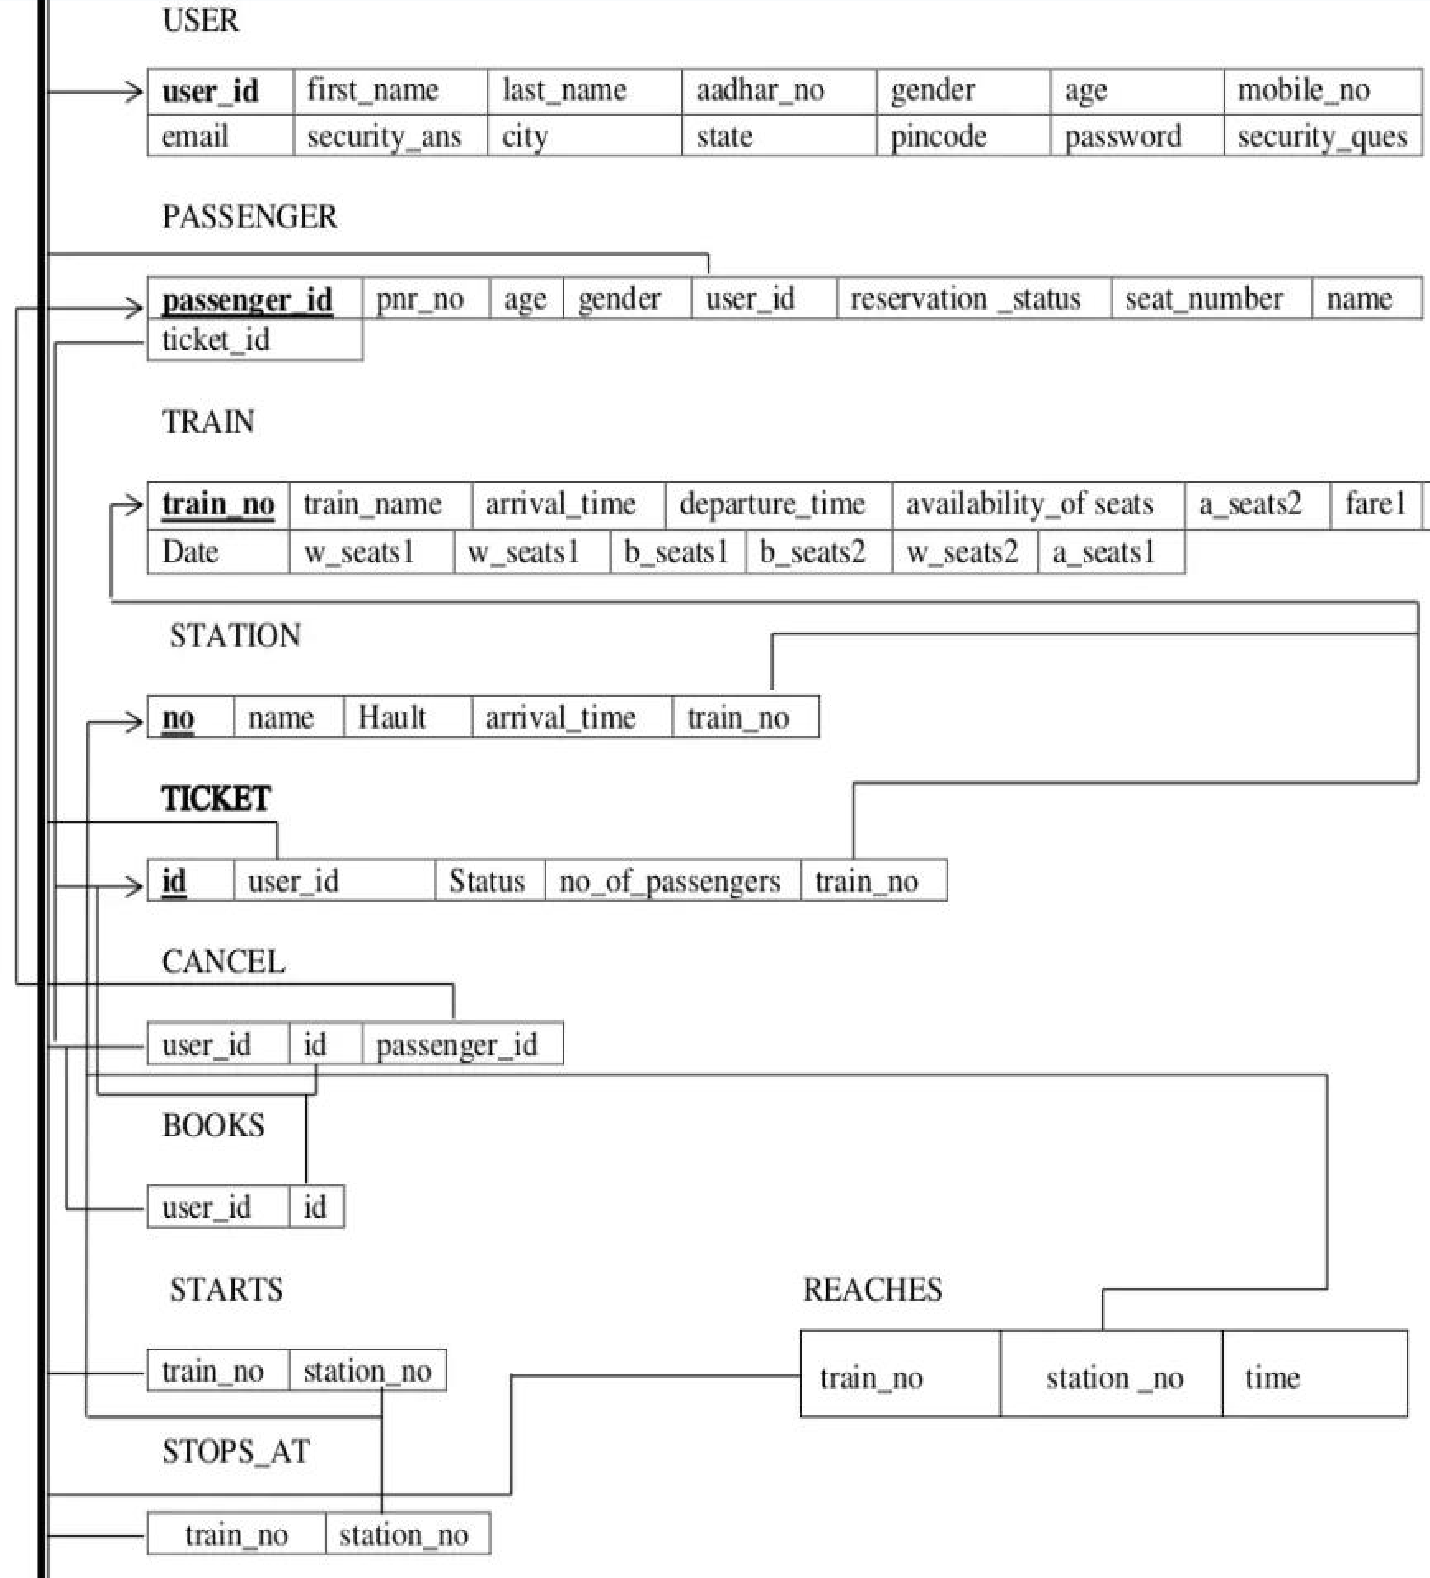 USER
user_id first_name last_name aadhar_no gender age mobile_no
email security_ans city state pincode password security_ques
PASSENGER
passenger_id pnr_no age gender user_id reservation _status seat_number name
ticket_id
TRAIN
train_no train_name arrival_time departure_time availability_of seats a_seats2 fare1
Date w_seats1 w_seats1 b_seats1 b_seats2 w_seats2 a_seats1
STATION
no name Hault arrival_time train_no
TICKET
id user_id Status no_of_passengers train_no
CANCEL
user_id id passenger_id
BOOKS
user_id id
STARTS
train_no station_no
REACHES
train_no station _no time
STOPS_AT
train_no station_no